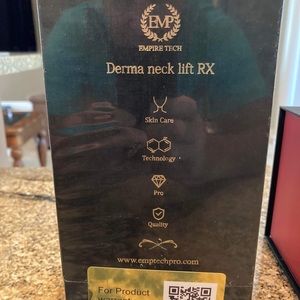 EMP
EMPIRE TECH
Derma neck lift RX
Skin Care
Technology
Pro
Quality
www.emptechpro.com
For Product